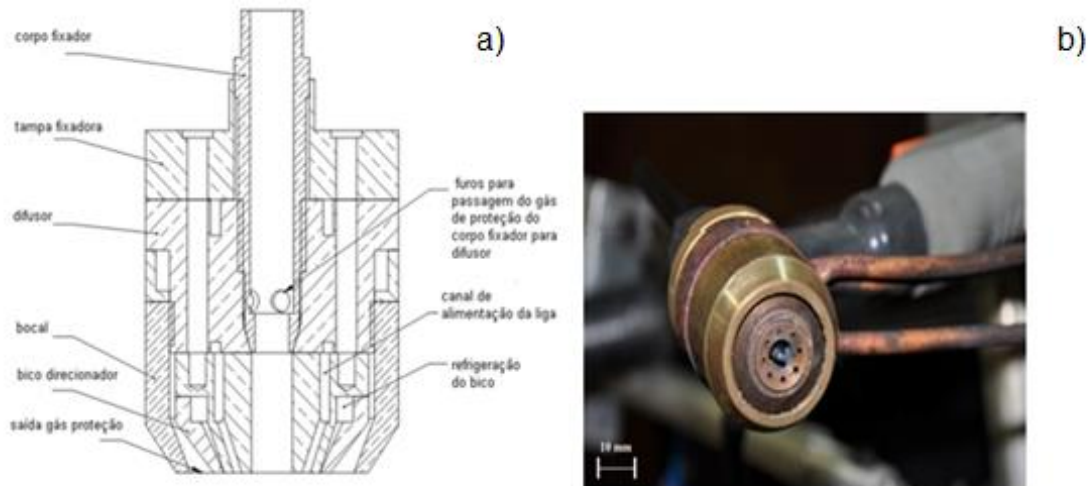 a)
b)
corpo fixador
tampa fixadora
difusor
bocal
bico direcionador
saída gás proteção
furos para
passagem do gás
de proteção do
corpo fixador para
difusor
canal de
alimentação da liga
refrigeração
do bico
10 mm